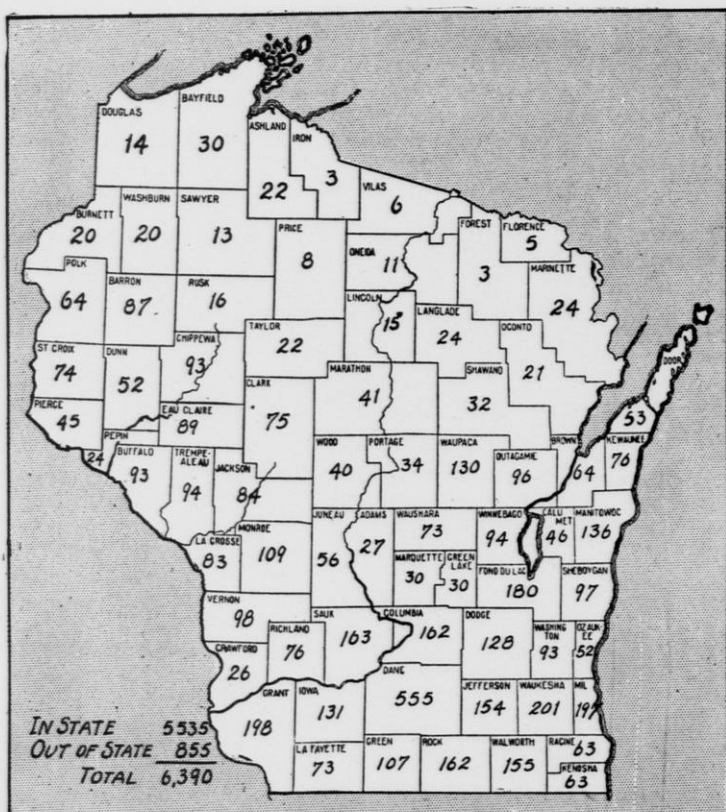 DOUGLAS
14
BAYFIELD
30
ASHLAND
22
IRON
3
VILAS
6
BURNETT
20
WASHBURN
20
SAWYER
13
PRICE
8
ONEIDA
11
FOREST
3
FLORENCE
5
MARINETTE
24
POLK
64
BARRON
87
RUSK
16
LINCOLN
15
LANGLADE
24
OCONTO
21
TAYLOR
22
CHIPPEWA
93
ST CROIX
74
DUNN
52
MARATHON
41
SHAWANO
32
DOOR
53
CLARK
75
PIERCE
45
EAU CLAIRE
89
PEPIN
24
BUFFALO
93
TREMPE-
ALEAU
94
JACKSON
84
WOOD
40
PORTAGE
34
WAUPACA
130
OUTAGAMIE
96
BROWN
64
KEWAUNEE
76
LA CROSSE
83
MONROE
109
JUNEAU
56
ADAMS
27
WAUSHARA
73
WINNEBAGO
94
CALU
MET
46
MANITOWOC
136
MARQUETTE
30
GREEN
LAKE
30
FOND DU LAC
180
SHEBOYGAN
97
VERNON
98
RICHLAND
76
SAUK
163
COLUMBIA
162
DODGE
128
WASHING
TON
93
OZAUK-
EE
52
CRAWFORD
26
GRANT
198
IOWA
131
DANE
555
JEFFERSON
154
WAUKESHA
201
MIL
197
LA FAYETTE
73
GREEN
107
ROCK
162
WALWORTH
155
RACINE
63
KENOSHA
63
IN STATE 5535
OUT OF STATE 855
TOTAL 6,390